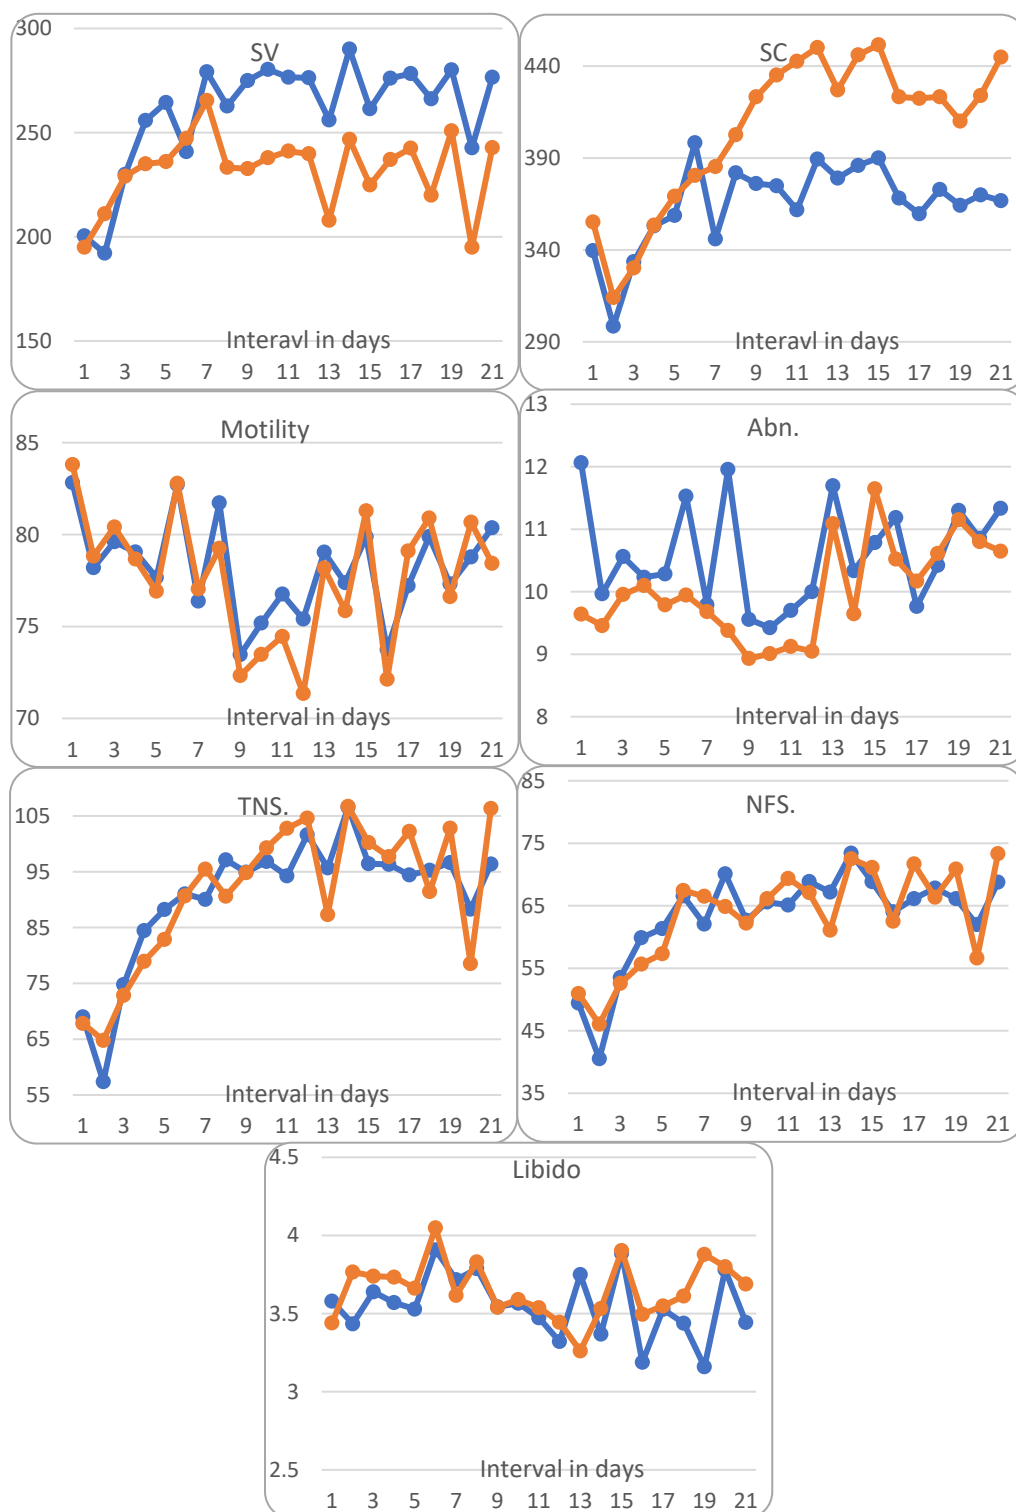 SV
300
250
200
150
Interavl in days
1 3 5 7 9 11 13 15 17 19 21
SC
440
390
340
290
Interavl in days
1 3 5 7 9 11 13 15 17 19 21
Motility
85
80
75
70
Interval in days
1 3 5 7 9 11 13 15 17 19 21
Abn.
13
12
11
10
9
8
Interval in days
1 3 5 7 9 11 13 15 17 19 21
TNS.
105
95
85
75
65
55
Interval in days
1 3 5 7 9 11 13 15 17 19 21
NFS.
85
75
65
55
45
35
Interval in days
1 3 5 7 9 11 13 15 17 19 21
Libido
4.5
4
3.5
3
2.5
Interval in days
1 3 5 7 9 11 13 15 17 19 21